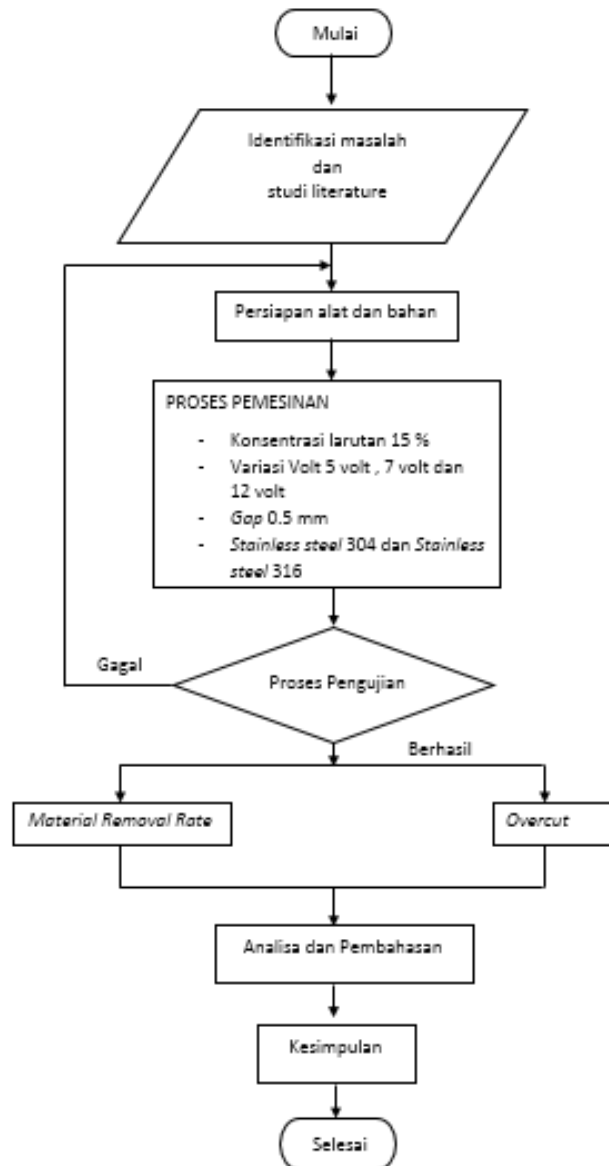 Mulai
Identifikasi masalah
dan
studi literature
Persiapan alat dan bahan
PROSES PEMESINAN
- Konsentrasi larutan 15 %
- Variasi Volt 5 volt , 7 volt dan
12 volt
- Gap 0.5 mm
- Stainless steel 304 dan Stainless
steel 316
Gagal
Proses Pengujian
Berhasil
Material Removal Rate
Overcut
Analisa dan Pembahasan
Kesimpulan
Selesai